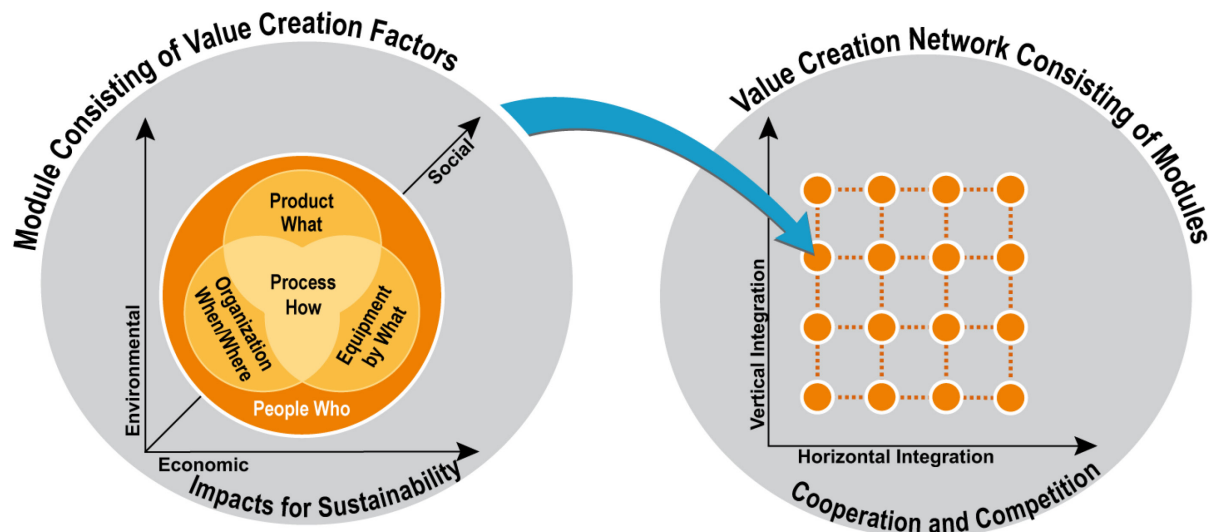 Module Consisting of Value Creation Factors
Environmental
Social
Product
What
Process
How
Organization
When/Where
Equipment
by What
People Who
Economic
Impacts for Sustainability
Value Creation Network Consisting of Modules
Vertical Integration
Horizontal Integration
Cooperation and Competition